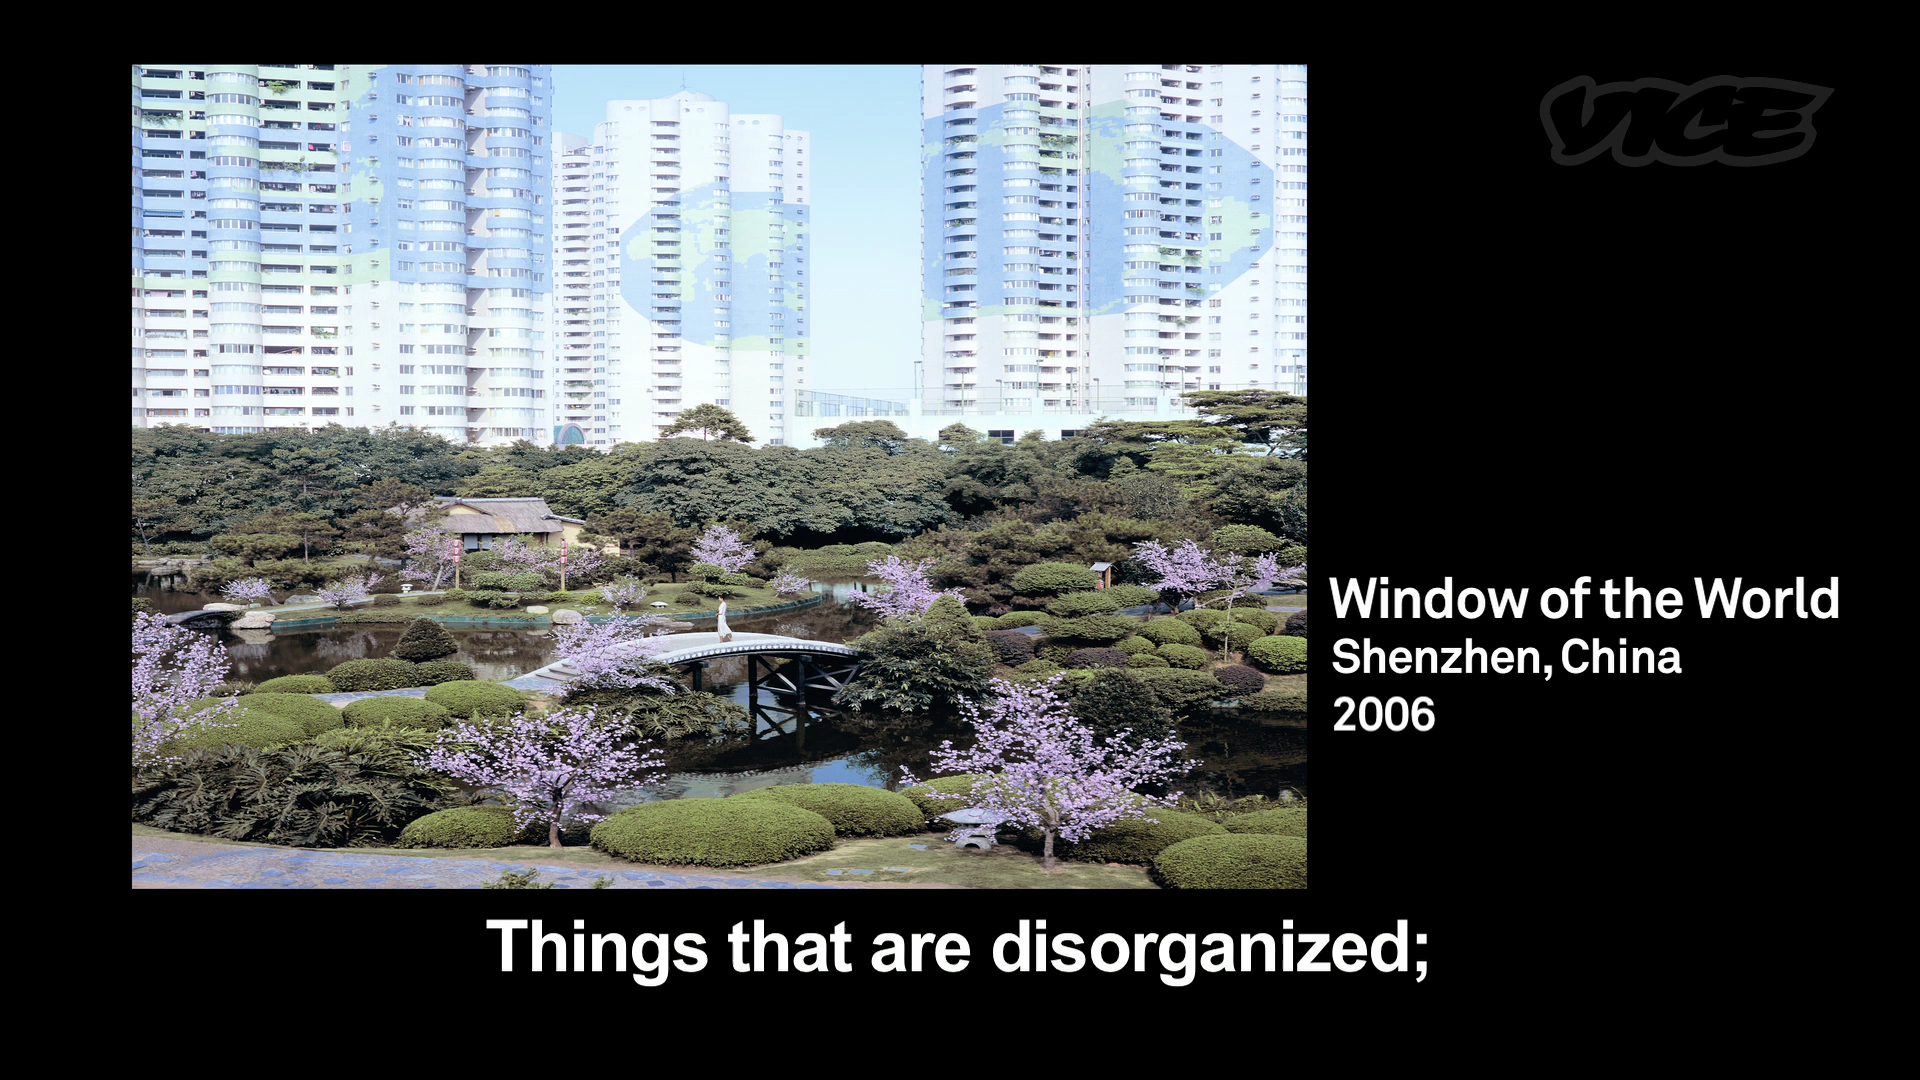 VICE
Window of the World
Shenzhen, China
2006
Things that are disorganized;